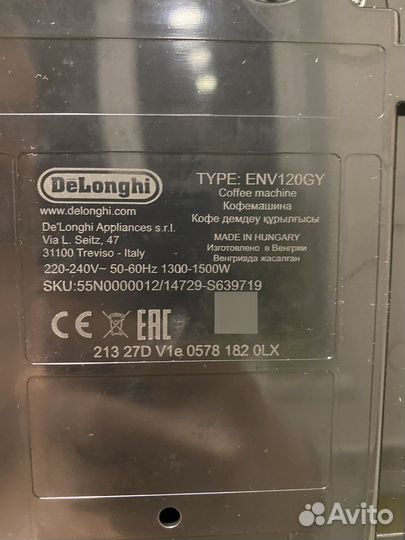 DeLonghi
www.delonghi.com
De'Longhi Appliances s.r.l.
Via L. Seitz, 47
31100 Treviso - Italy
TYPE: ENV120GY
Coffee machine
Кофемашина
Кофе демдеу құрылғысы
MADE IN HUNGARY
Изготовлено в Венгрии
Венгрияда жасалған
220-240V~ 50-60Hz 1300-1500W
SKU:55N0000012/14729-S639719
CE EAC
213 27D V1e 0578 182 0LX
Avito